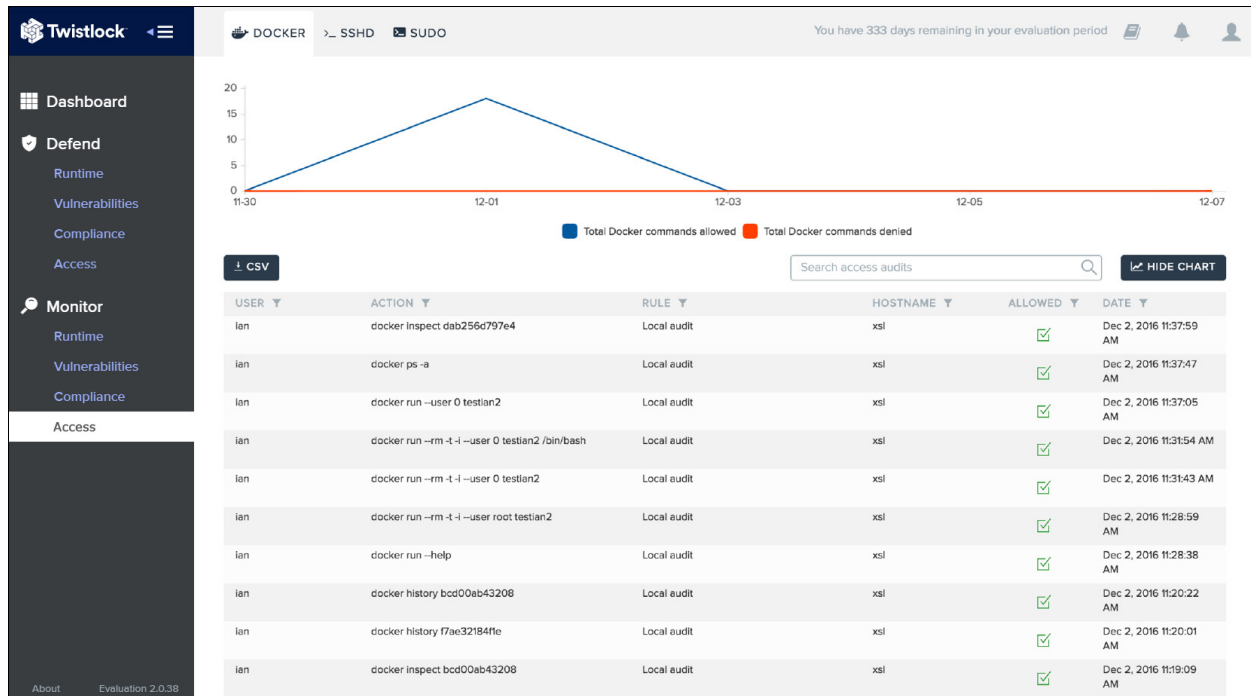 Twistlock
DOCKER
>_ SSHD
SUDO
You have 333 days remaining in your evaluation period
Dashboard
Defend
Runtime
Vulnerabilities
Compliance
Access
Monitor
Runtime
Vulnerabilities
Compliance
Access
About Evaluation 2.0.38
20
15
10
5
0
11-30 12-01 12-03 12-05 12-07
Total Docker commands allowed Total Docker commands denied
CSV
Search access audits
HIDE CHART
USER ACTION RULE HOSTNAME ALLOWED DATE
ian docker inspect dab256d797e4 Local audit xsl Dec 2, 2016 11:37:59
AM
ian docker ps -a Local audit xsl Dec 2, 2016 11:37:47
AM
ian docker run --user 0 testian2 Local audit xsl Dec 2, 2016 11:37:05
AM
ian docker run --rm -t -i --user 0 testian2 /bin/bash Local audit xsl Dec 2, 2016 11:31:54 AM
ian docker run --rm -t -i --user 0 testian2 Local audit xsl Dec 2, 2016 11:31:43 AM
ian docker run --rm -t -i --user root testian2 Local audit xsl Dec 2, 2016 11:28:59
AM
ian docker run --help Local audit xsl Dec 2, 2016 11:28:38
AM
ian docker history bcd00ab43208 Local audit xsl Dec 2, 2016 11:20:22
AM
ian docker history f7ae32184f1e Local audit xsl Dec 2, 2016 11:20:01
AM
ian docker inspect bcd00ab43208 Local audit xsl Dec 2, 2016 11:19:09
AM